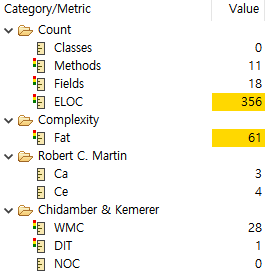 Category/Metric Value
Count
Classes 0
Methods 11
Fields 18
ELOC 356
Complexity
Fat 61
Robert C. Martin
Ca 3
Ce 4
Chidamber & Kemerer
WMC 28
DIT 1
NOC 0